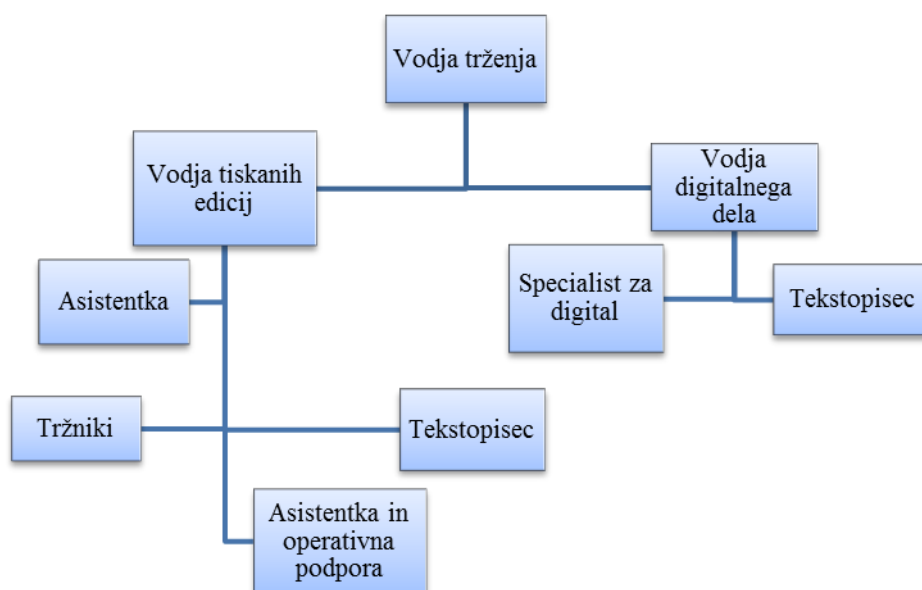 Vodja trženja
Vodja tiskanih
edicij
Vodja
digitalnega
dela
Asistentka
Specialist za
digital
Tekstopisec
Tržniki
Tekstopisec
Asistentka in
operativna
podpora